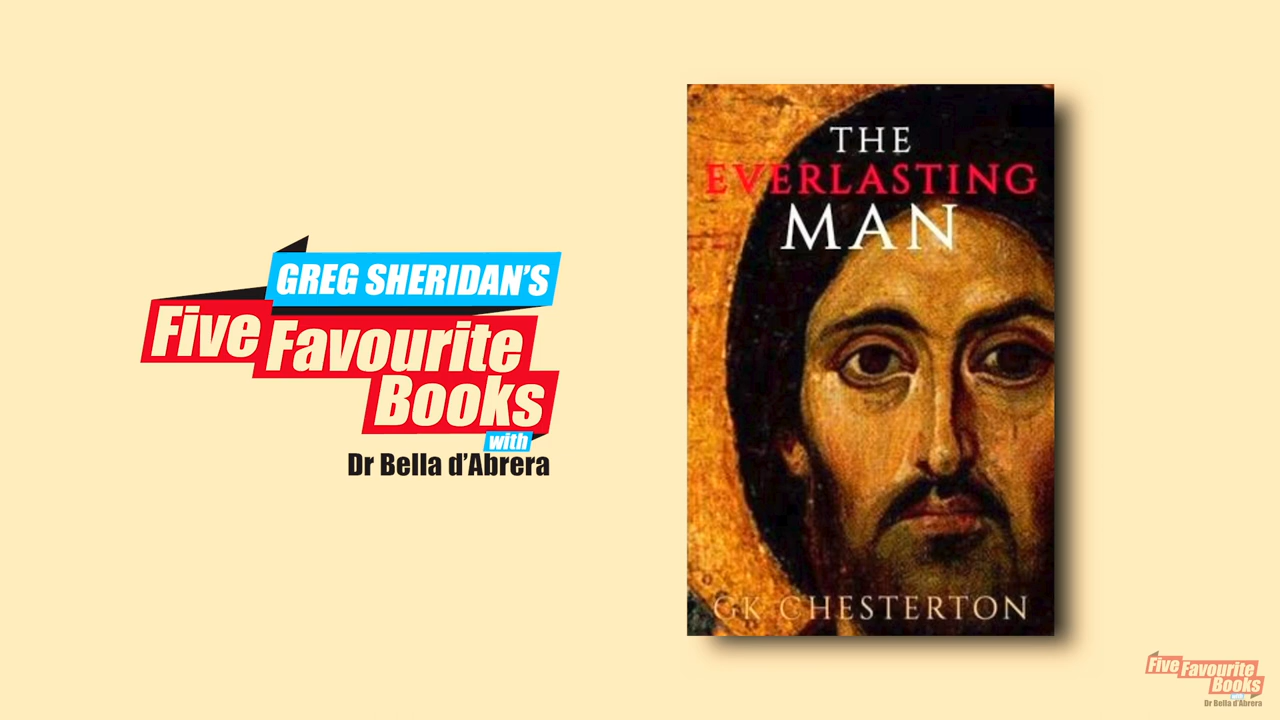 GREG SHERIDAN'S
Five Favourite
Books
with
Dr Bella d'Abrera
THE
EVERLASTING
MAN
GK CHESTERTON
Five Favourite
Books
with
Dr Bella d'Abrera